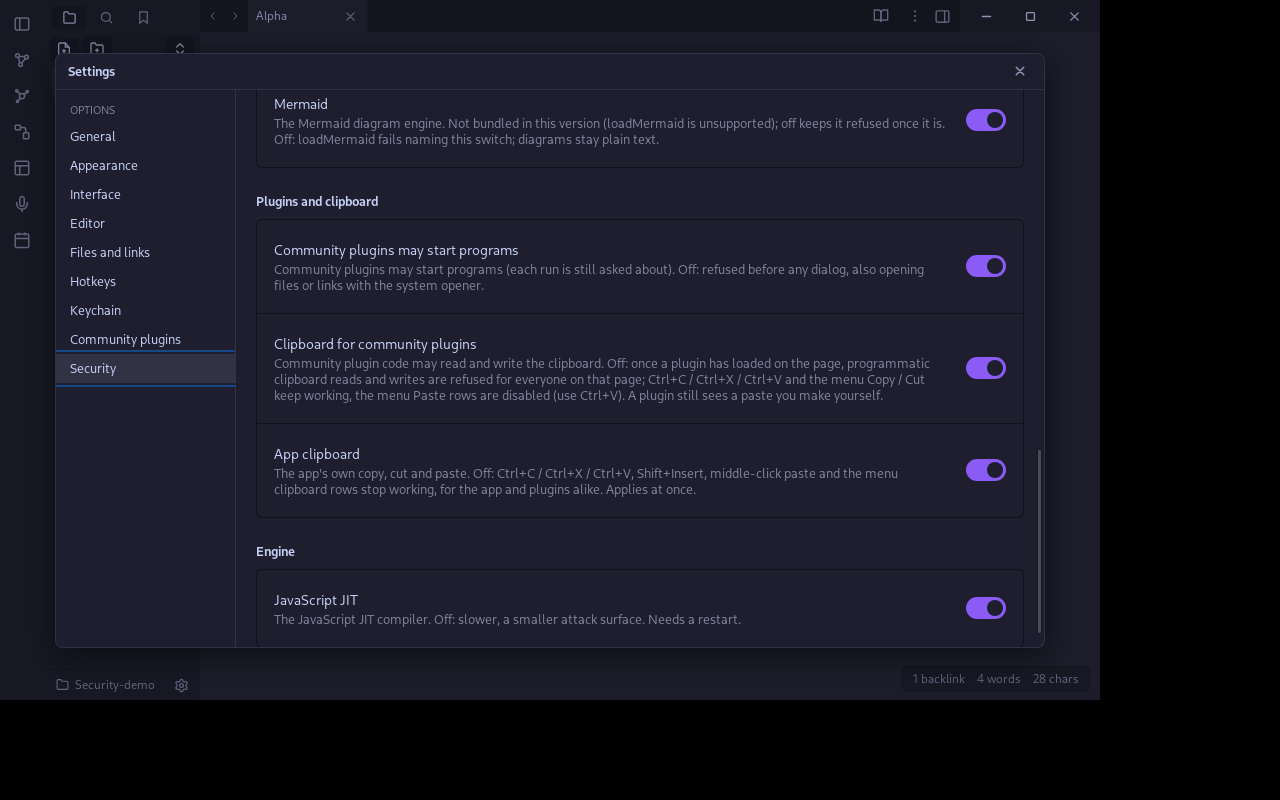 Alpha
Settings
OPTIONS
General
Appearance
Interface
Editor
Files and links
Hotkeys
Keychain
Community plugins
Security
Mermaid
The Mermaid diagram engine. Not bundled in this version (loadMermaid is unsupported); off keeps it refused once it is.
Off: loadMermaid fails naming this switch; diagrams stay plain text.
Plugins and clipboard
Community plugins may start programs
Community plugins may start programs (each run is still asked about). Off: refused before any dialog, also opening
files or links with the system opener.
Clipboard for community plugins
Community plugin code may read and write the clipboard. Off: once a plugin has loaded on the page, programmatic
clipboard reads and writes are refused for everyone on that page; Ctrl+C / Ctrl+X / Ctrl+V and the menu Copy / Cut
keep working, the menu Paste rows are disabled (use Ctrl+V). A plugin still sees a paste you make yourself.
App clipboard
The app's own copy, cut and paste. Off: Ctrl+C / Ctrl+X / Ctrl+V, Shift+Insert, middle-click paste and the menu
clipboard rows stop working, for the app and plugins alike. Applies at once.
Engine
JavaScript JIT
The JavaScript JIT compiler. Off: slower, a smaller attack surface. Needs a restart.
Security-demo
1 backlink 4 words 28 chars